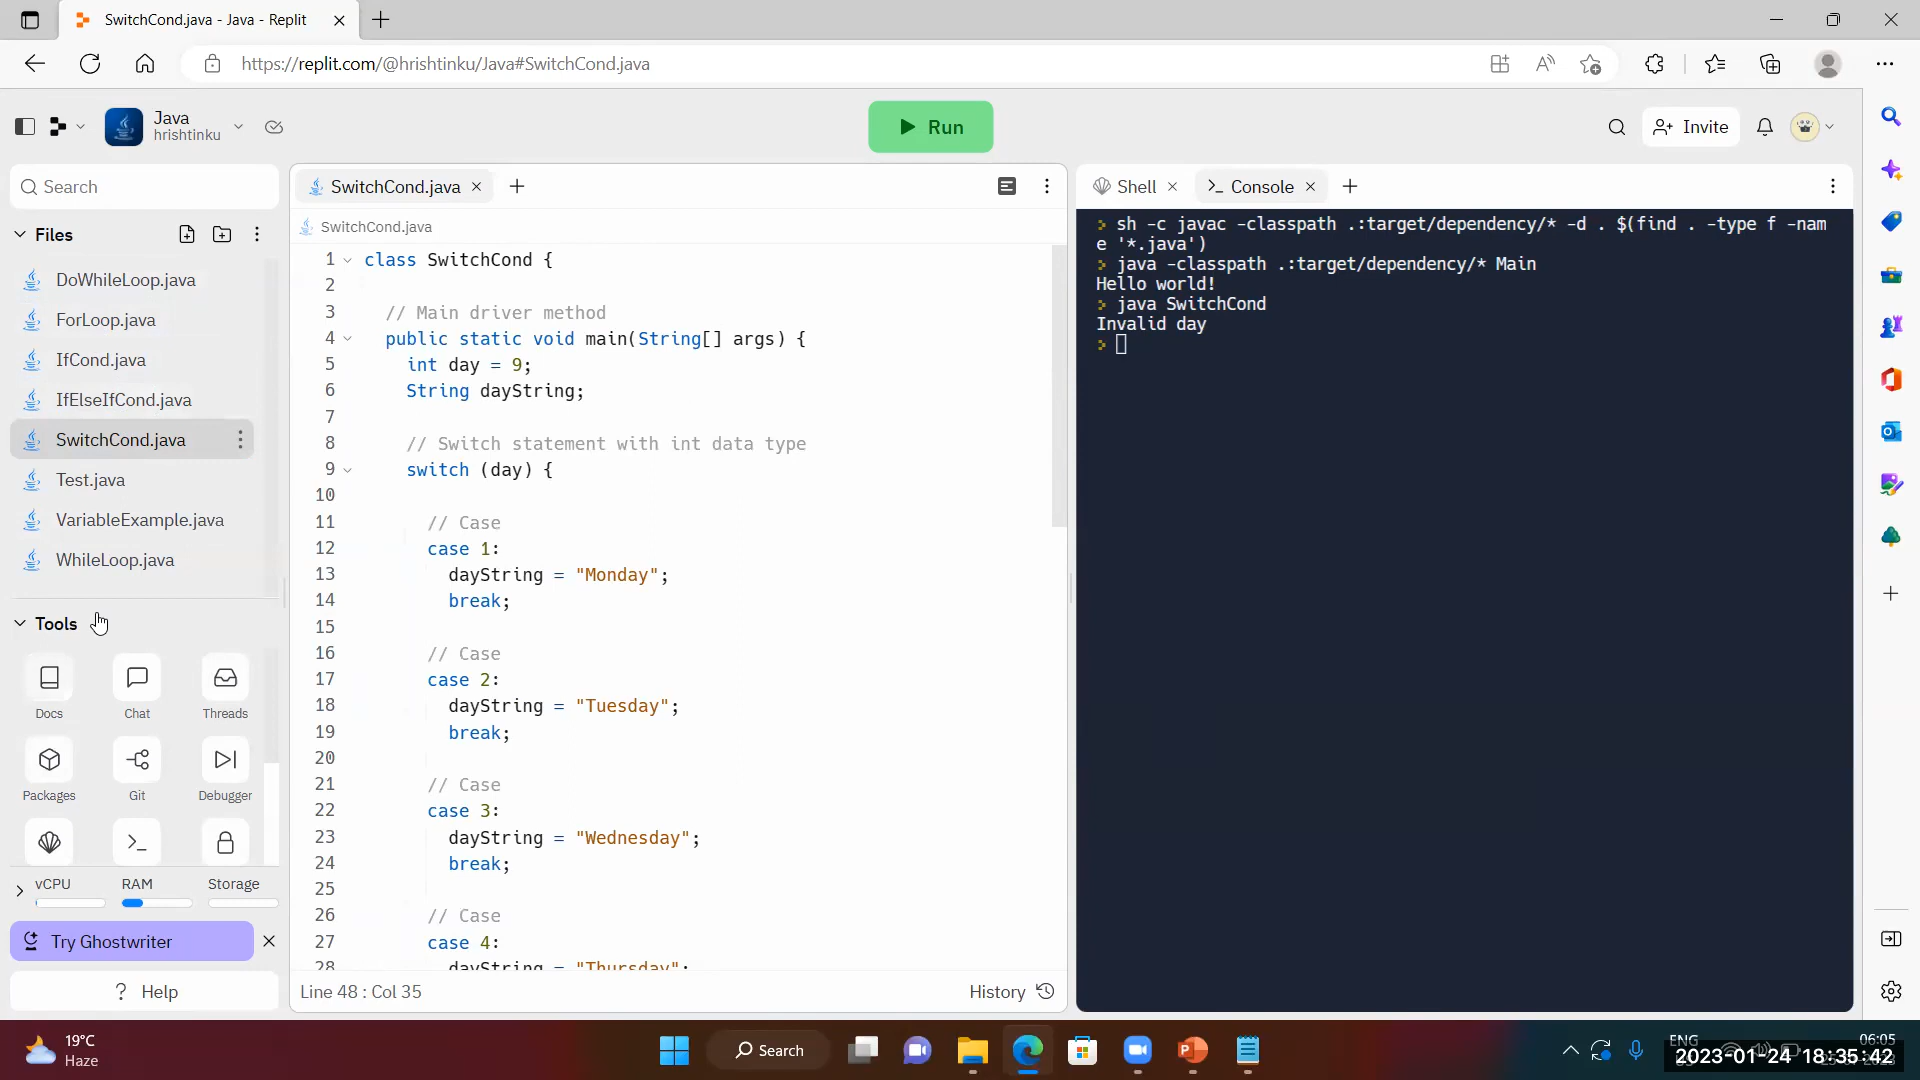 SwitchCond.java - Java - Replit
https://replit.com/@hrishtinku/Java#SwitchCond.java
Java
hrishtinku
Run
Invite
Search
Files
DoWhileLoop.java
ForLoop.java
IfCond.java
IfElseIfCond.java
SwitchCond.java
Test.java
VariableExample.java
WhileLoop.java
Tools
Docs
Chat
Threads
Packages
Git
Debugger
vCPU
RAM
Storage
Try Ghostwriter
? Help
SwitchCond.java
SwitchCond.java
1 class SwitchCond {
2
3 // Main driver method
4 public static void main(String[] args) {
5 int day = 9;
6 String dayString;
7
8 // Switch statement with int data type
9 switch (day) {
10
11 // Case
12 case 1:
13 dayString = "Monday";
14 break;
15
16 // Case
17 case 2:
18 dayString = "Tuesday";
19 break;
20
21 // Case
22 case 3:
23 dayString = "Wednesday";
24 break;
25
26 // Case
27 case 4:
28 dayString = "Thursday";
Line 48 : Col 35
History
Shell
Console
sh -c javac -classpath .:target/dependency/* -d . $(find . -type f -nam
e '*.java')
java -classpath .:target/dependency/* Main
Hello world!
java SwitchCond
Invalid day
19°C
Haze
Search
ENG
06:05
2023-01-24 18:35:42